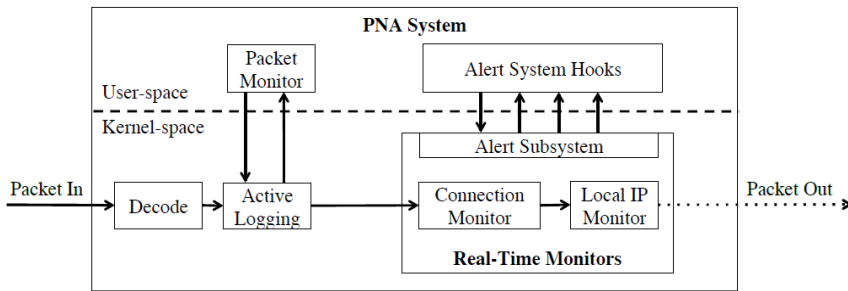 PNA System
Packet
Monitor
Alert System Hooks
User-space
Kernel-space
Alert Subsystem
Packet In
Decode
Active
Logging
Connection
Monitor
Local IP
Monitor
Packet Out
Real-Time Monitors